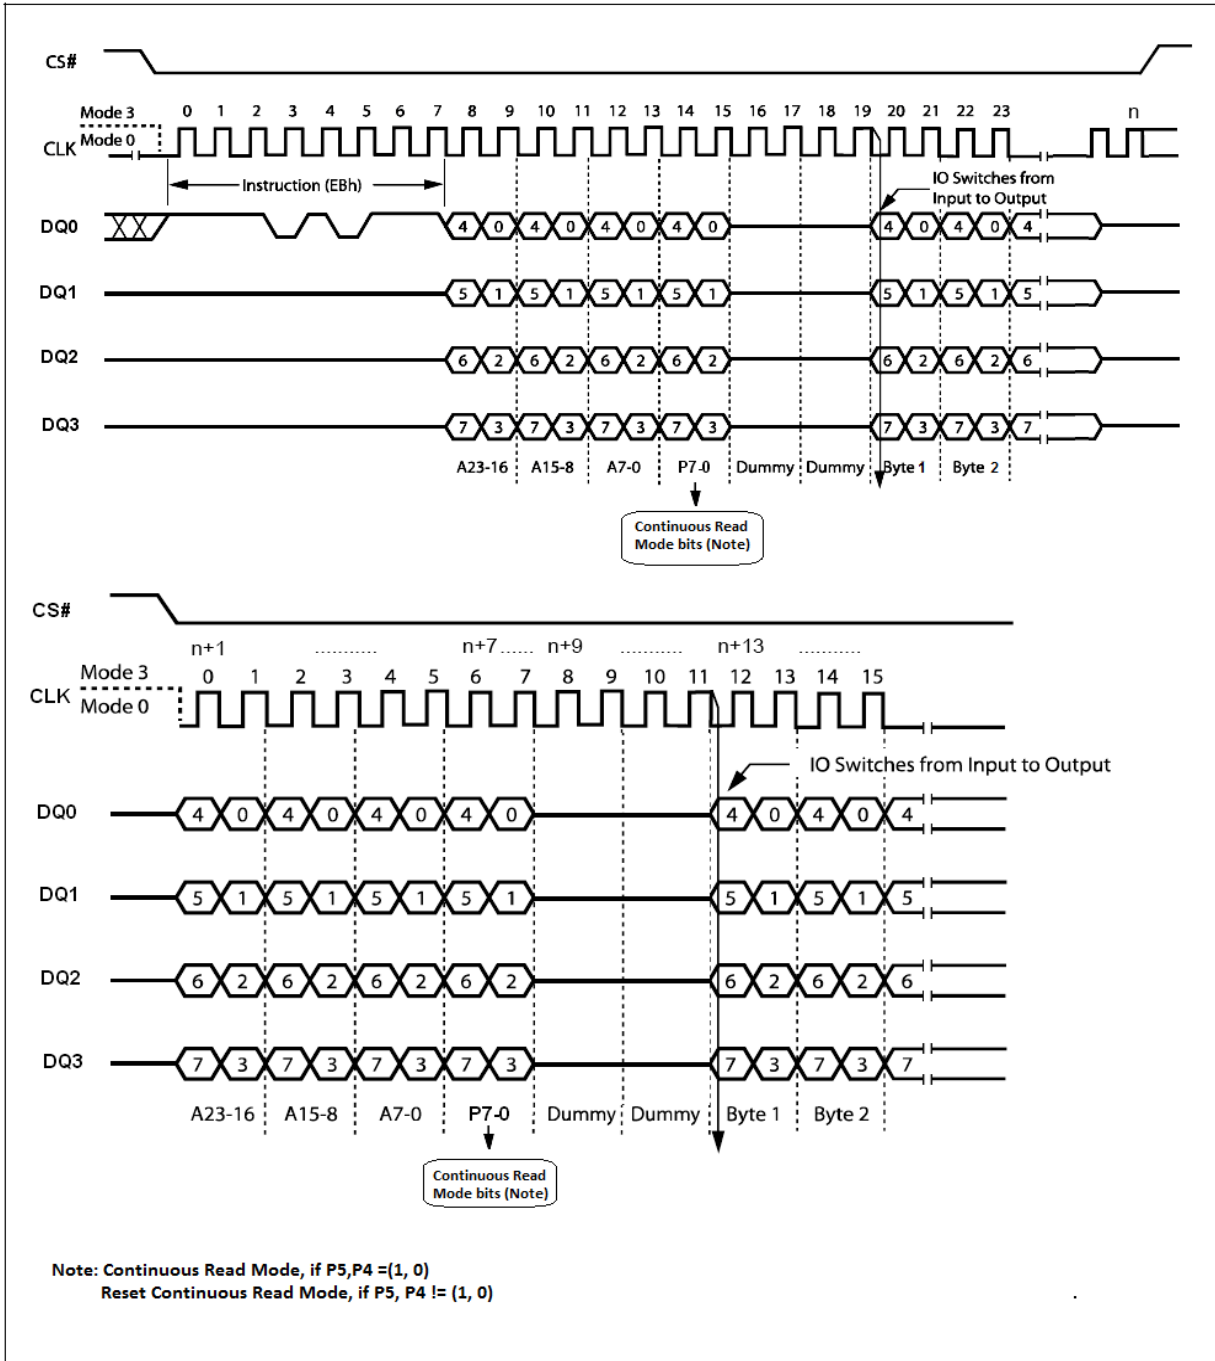 CS#
Mode 3
0 1 2 3 4 5 6 7 8 9 10 11 12 13 14 15 16 17 18 19 20 21 22 23 n
CLK Mode 0
Instruction (EBh)
IO Switches from
Input to Output
DQ0 4 0 4 0 4 0 4 0 4 0 4 0 4
DQ1 5 1 5 1 5 1 5 1 5 1 5 1 5
DQ2 6 2 6 2 6 2 6 2 6 2 6 2 6
DQ3 7 3 7 3 7 3 7 3 7 3 7 3 7
A23-16 A15-8 A7-0 P7-0 Dummy Dummy Byte 1 Byte 2
Continuous Read
Mode bits (Note)
CS#
n+1 ........... n+7 ...... n+9 ........... n+13 ...........
Mode 3
0 1 2 3 4 5 6 7 8 9 10 11 12 13 14 15
CLK Mode 0
IO Switches from Input to Output
DQ0 4 0 4 0 4 0 4 0 4 0 4 0 4
DQ1 5 1 5 1 5 1 5 1 5 1 5 1 5
DQ2 6 2 6 2 6 2 6 2 6 2 6 2 6
DQ3 7 3 7 3 7 3 7 3 7 3 7 3 7
A23-16 A15-8 A7-0 P7-0 Dummy Dummy Byte 1 Byte 2
Continuous Read
Mode bits (Note)
Note: Continuous Read Mode, if P5,P4 =(1, 0)
Reset Continuous Read Mode, if P5, P4 != (1, 0)
.